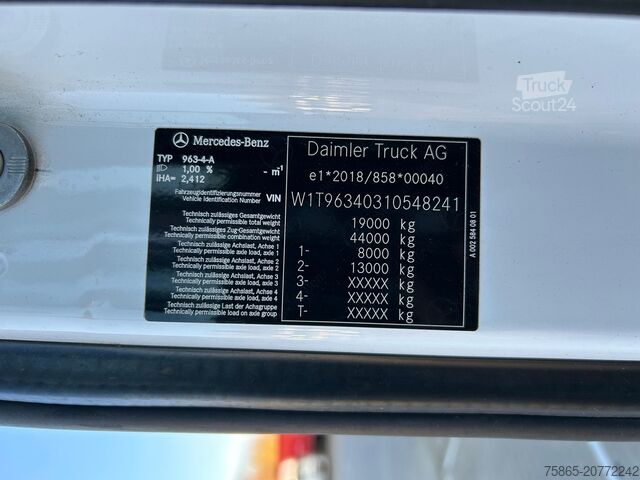 Truck
Scout24
Mercedes-Benz
TYP 963-4-A
1,00 % - m¹
iHA= 2,412
Fahrzeugidentifizierungsnummer
Vehicle Identification Number VIN
Technisch zulässiges Gesamtgewicht
Technically permissible total weight
Technisch zulässiges Zug-Gesamtgewicht
Technically permissible combination weight
Technisch zulässige Achslast, Achse 1
Technically permissible axle load, axle 1
Technisch zulässige Achslast, Achse 2
Technically permissible axle load, axle 2
Technisch zulässige Achslast, Achse 3
Technically permissible axle load, axle 3
Technisch zulässige Achslast, Achse 4
Technically permissible axle load, axle 4
Technisch zulässige Last der Achsgruppe
Technically permissible load on axle group
Daimler Truck AG
e1*2018/858*00040
W1T96340310548241
19000 kg
44000 kg
1- 8000 kg
2- 13000 kg
3- XXXXX kg
4- XXXXX kg
T- XXXXX kg
A 002 584 08 01
75865-20772242